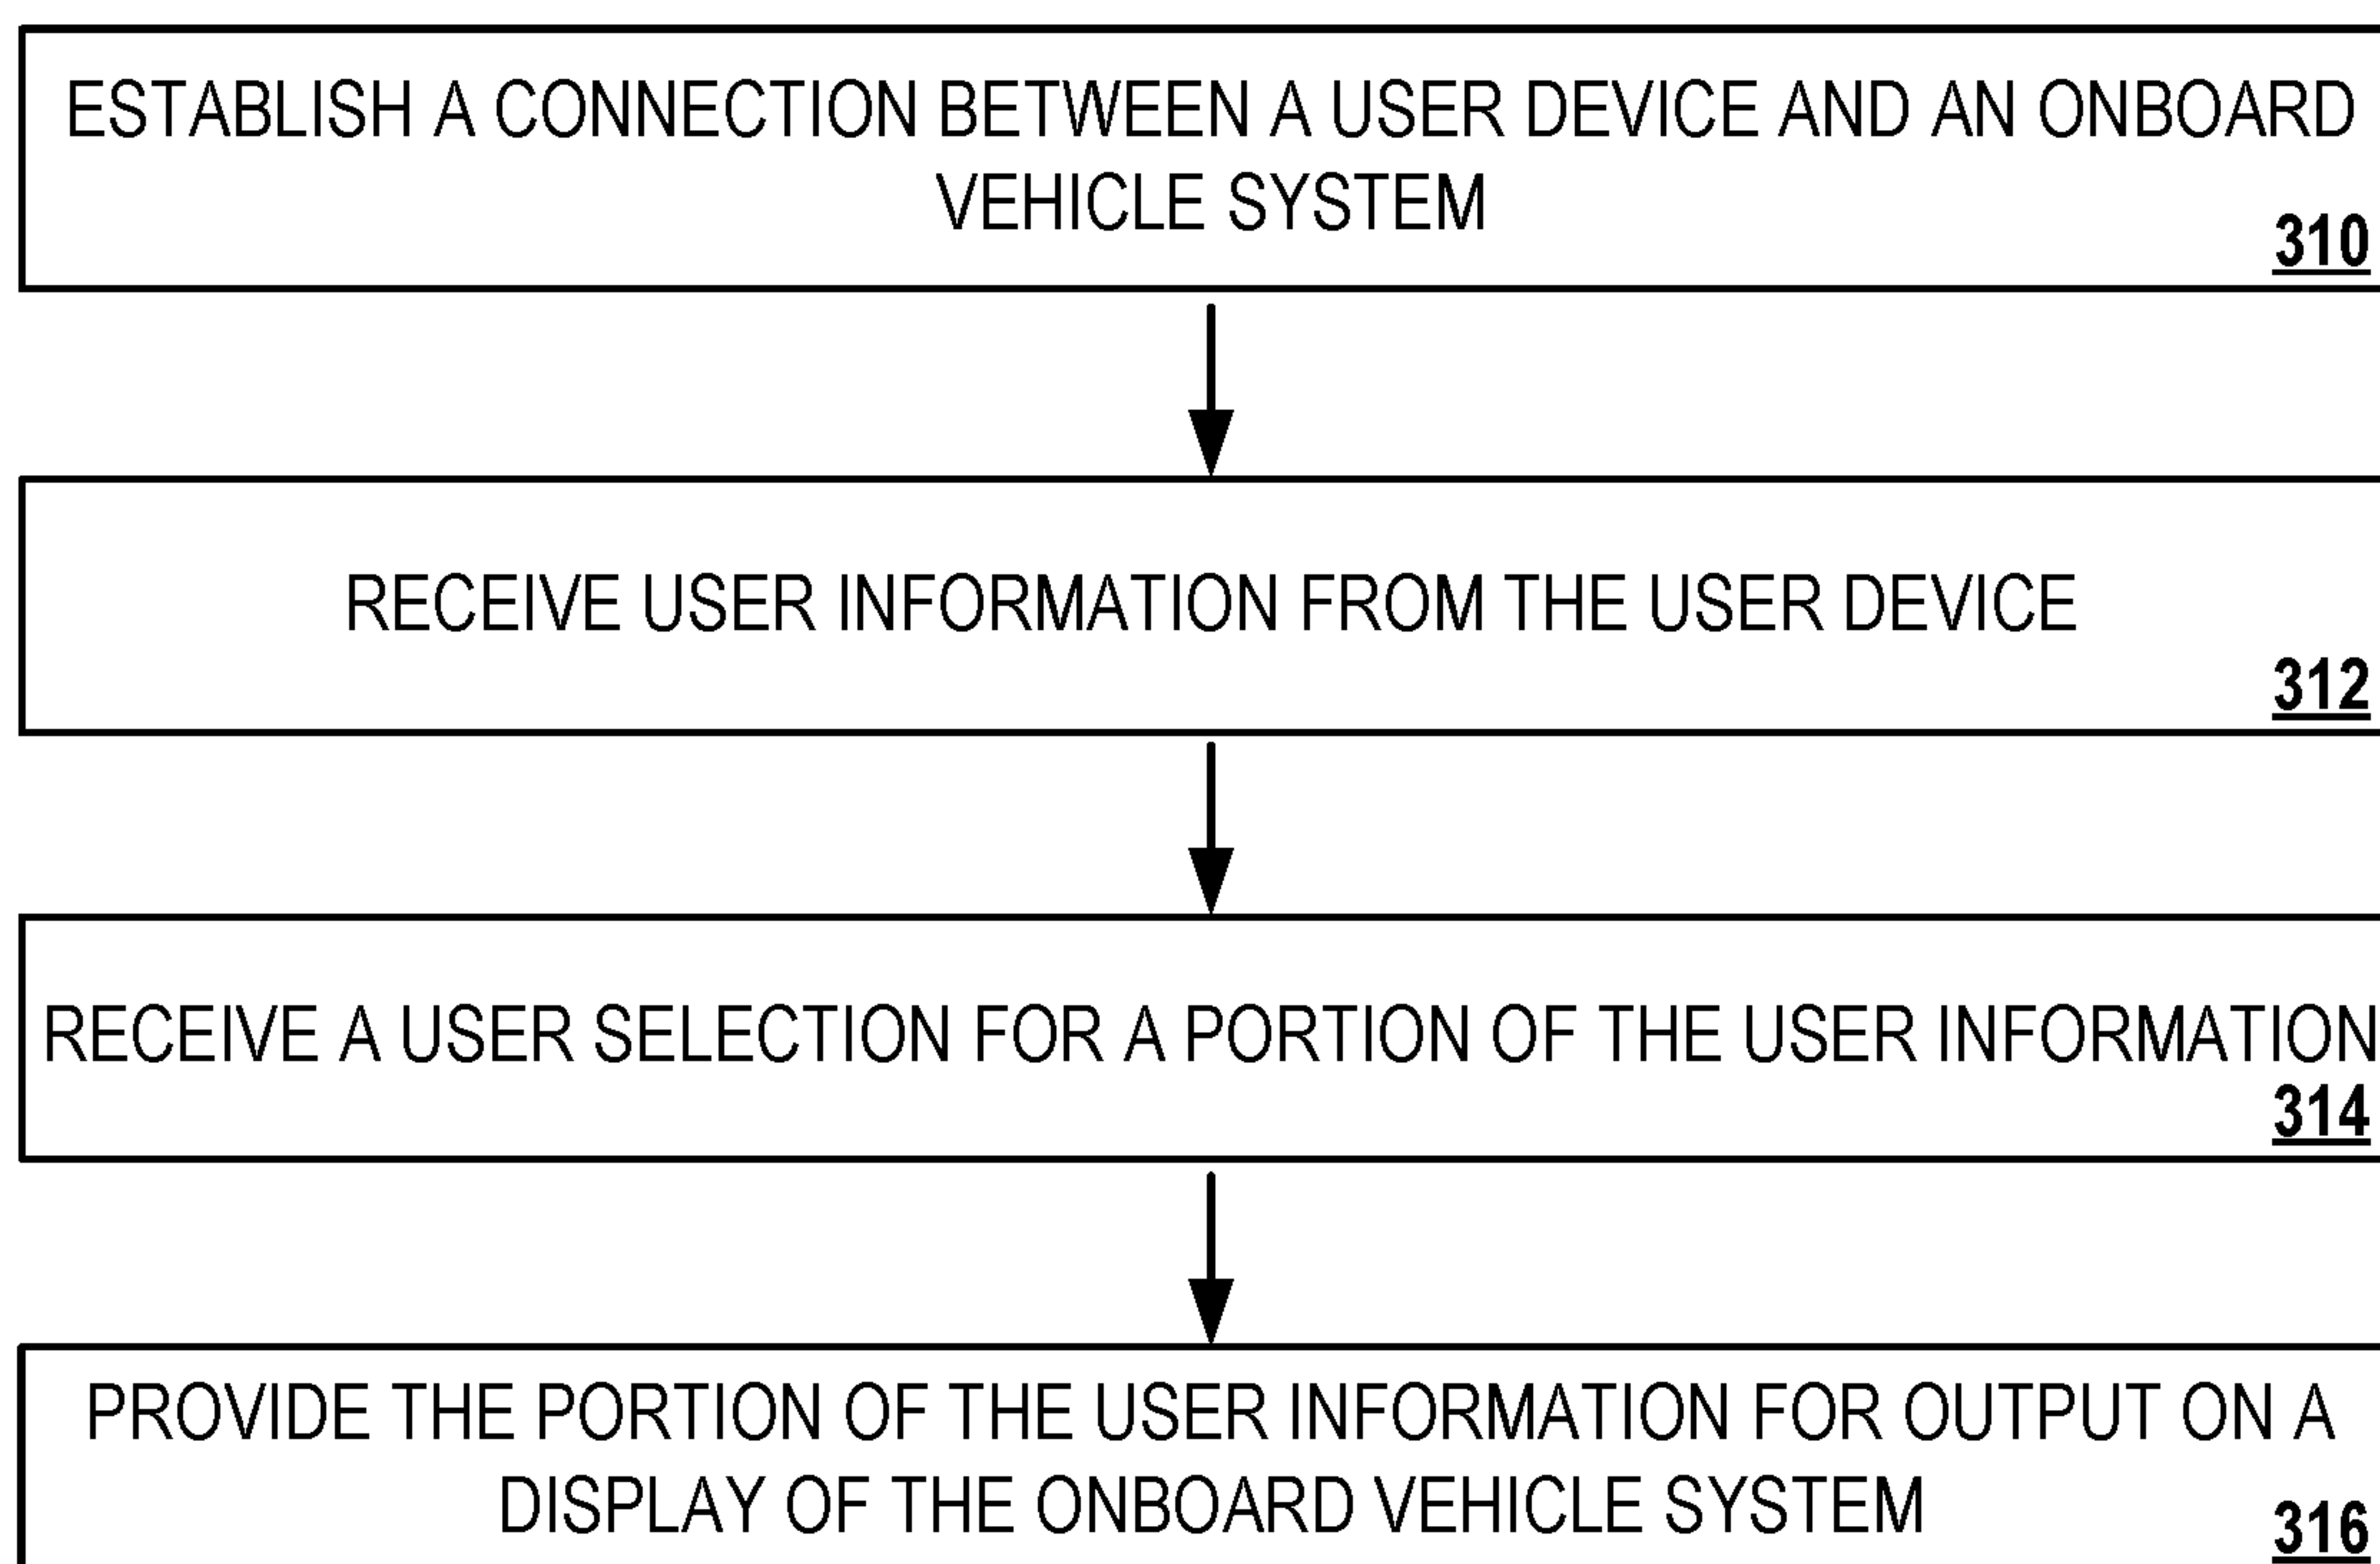 ESTABLISH A CONNECTION BETWEEN A USER DEVICE AND AN ONBOARD
VEHICLE SYSTEM
310
RECEIVE USER INFORMATION FROM THE USER DEVICE
312
RECEIVE A USER SELECTION FOR A PORTION OF THE USER INFORMATION
314
PROVIDE THE PORTION OF THE USER INFORMATION FOR OUTPUT ON A
DISPLAY OF THE ONBOARD VEHICLE SYSTEM
316